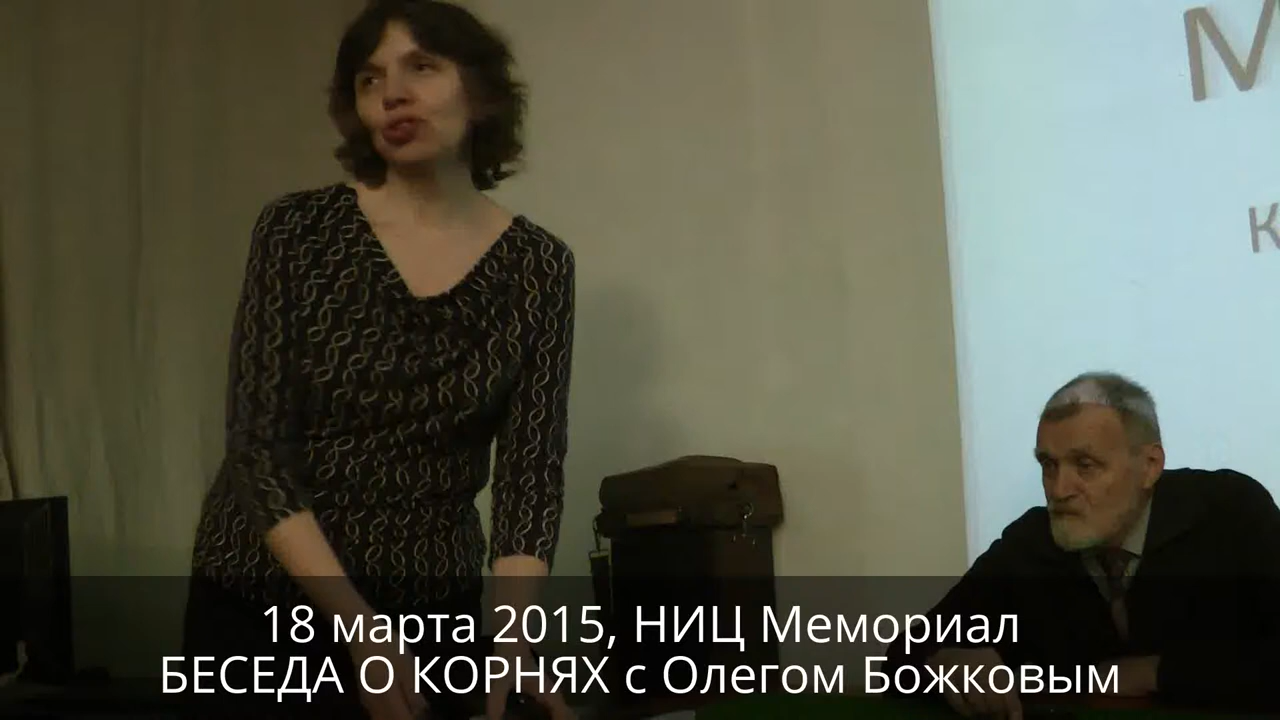 М
К
18 марта 2015, НИЦ Мемориал
БЕСЕДА О КОРНЯХ с Олегом Божковым